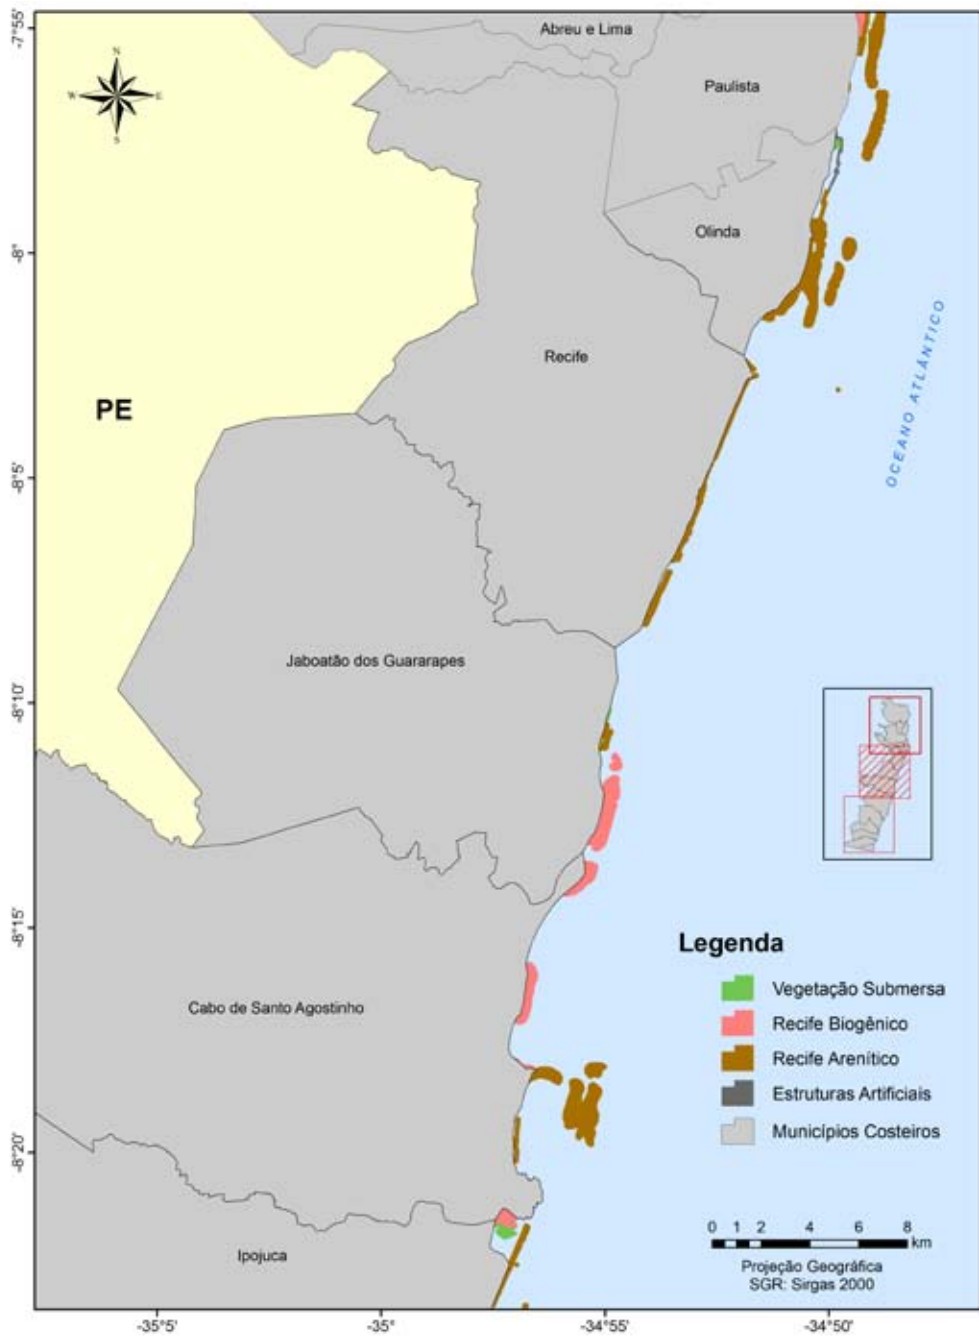 -7°55'
-8°
-8°5'
-8°10'
-8°15'
-8°20'
N
W
E
S
Abreu e Lima
Paulista
Olinda
Recife
PE
OCEANO ATLÂNTICO
Jaboatão dos Guararapes
Cabo de Santo Agostinho
Ipojuca
Legenda
Vegetação Submersa
Recife Biogênico
Recife Arenítico
Estruturas Artificiais
Municípios Costeiros
0 1 2 4 6 8
km
Projeção Geográfica
SGR: Sirgas 2000
-35°5'
-35°
-34°55'
-34°50'